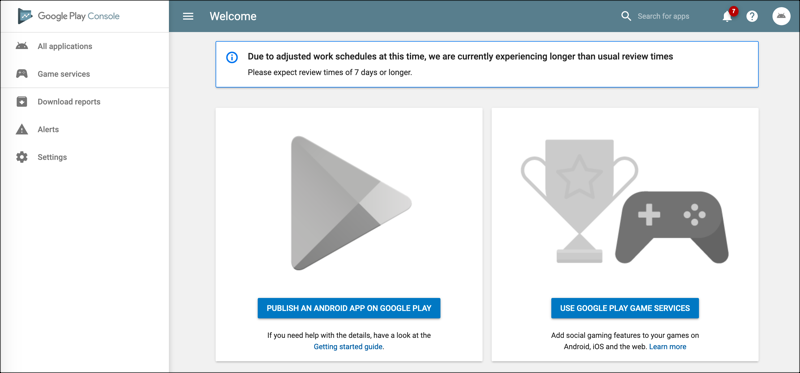 Google Play Console
Welcome
Search for apps
7
All applications
Game services
Download reports
Alerts
Settings
Due to adjusted work schedules at this time, we are currently experiencing longer than usual review times
Please expect review times of 7 days or longer.
PUBLISH AN ANDROID APP ON GOOGLE PLAY
If you need help with the details, have a look at the
Getting started guide.
USE GOOGLE PLAY GAME SERVICES
Add social gaming features to your games on
Android, iOS and the web. Learn more